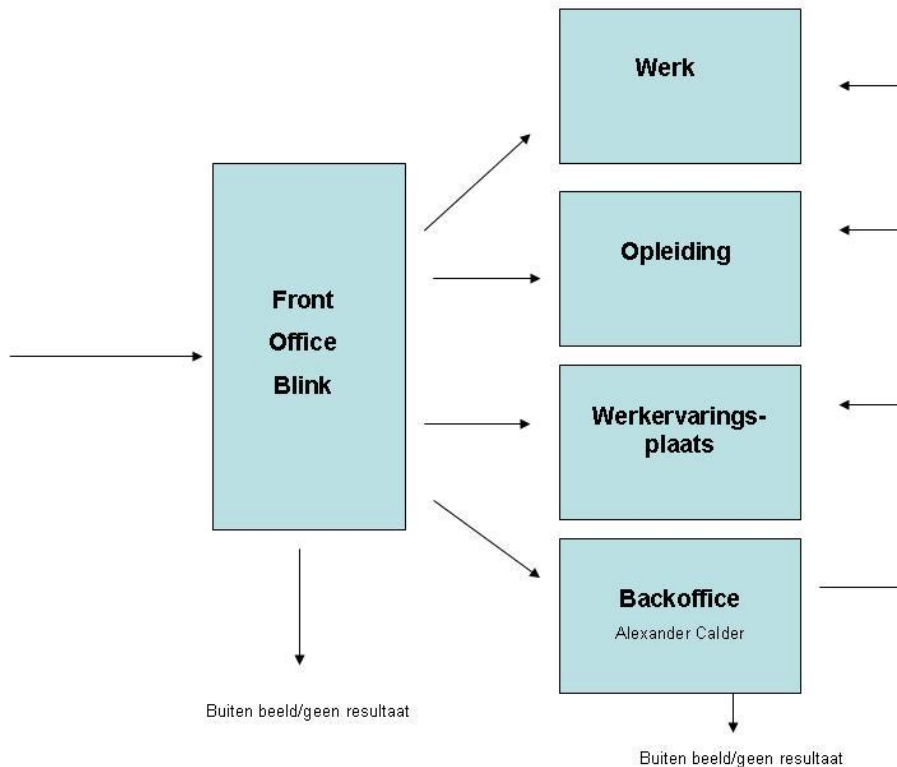 Werk
Opleiding
Front
Office
Blink
Werkervarings-
plaats
Backoffice
Alexander Calder
Buiten beeld/geen resultaat
Buiten beeld/geen resultaat